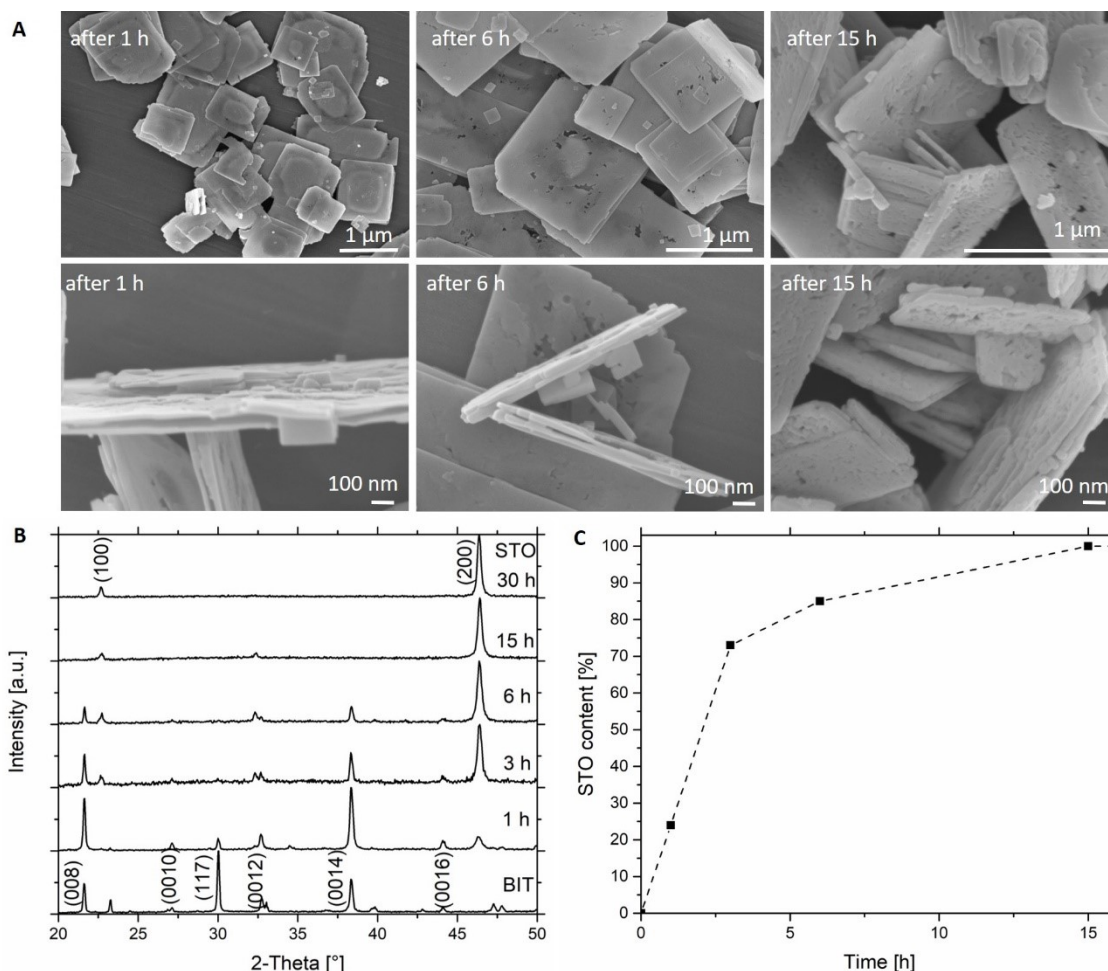 A
after 1 h
1 µm
after 6 h
1 µm
after 15 h
1 µm
after 1 h
100 nm
after 6 h
100 nm
after 15 h
100 nm
B
Intensity [a.u.]
(100)
(200)
STO
30 h
15 h
6 h
3 h
1 h
BIT
(008)
(0010)
(117)
(0012)
(0014)
(0016)
20 25 30 35 40 45 50
2-Theta [°]
C
STO content [%]
100
90
80
70
60
50
40
30
20
10
0
0 5 10 15
Time [h]